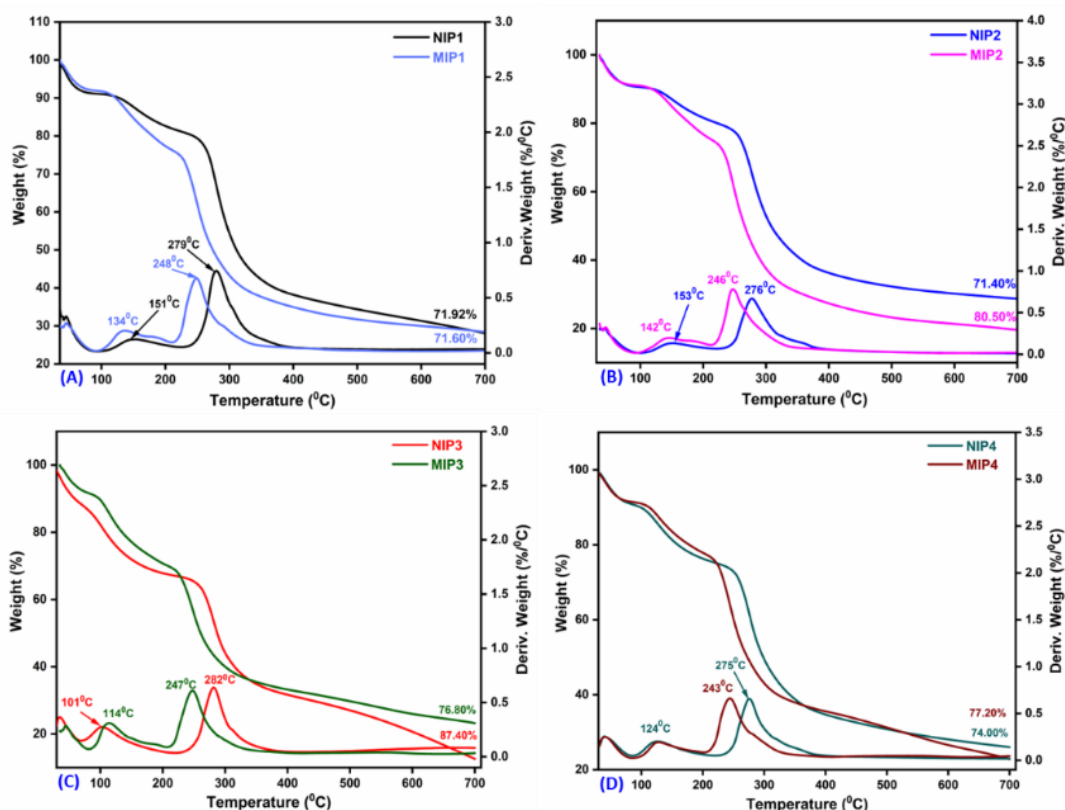 NIP1
MIP1
110
100
90
80
70
60
50
40
30
20
3.0
2.5
2.0
1.5
1.0
0.5
0.0
Weight (%)
Deriv.Weight (%/⁰C)
279⁰C
248⁰C
151⁰C
134⁰C
71.92%
71.60%
(A)
100 200 300 400 500 600 700
Temperature (⁰C)
NIP2
MIP2
100
80
60
40
20
4.0
3.5
3.0
2.5
2.0
1.5
1.0
0.5
0.0
Weight (%)
Deriv.Weight (%/⁰C)
246⁰C
276⁰C
153⁰C
142⁰C
71.40%
80.50%
(B)
100 200 300 400 500 600 700
Temperature (⁰C)
NIP3
MIP3
100
80
60
40
20
3.0
2.5
2.0
1.5
1.0
0.5
0.0
Weight (%)
Deriv. Weight (%/⁰C)
247⁰C
282⁰C
101⁰C
114⁰C
76.80%
87.40%
(C)
100 200 300 400 500 600 700
Temperature (⁰C)
NIP4
MIP4
100
80
60
40
20
3.5
3.0
2.5
2.0
1.5
1.0
0.5
0.0
Weight (%)
Deriv. Weight (%/⁰C)
275⁰C
243⁰C
124⁰C
77.20%
74.00%
(D)
100 200 300 400 500 600 700
Temperature (⁰C)